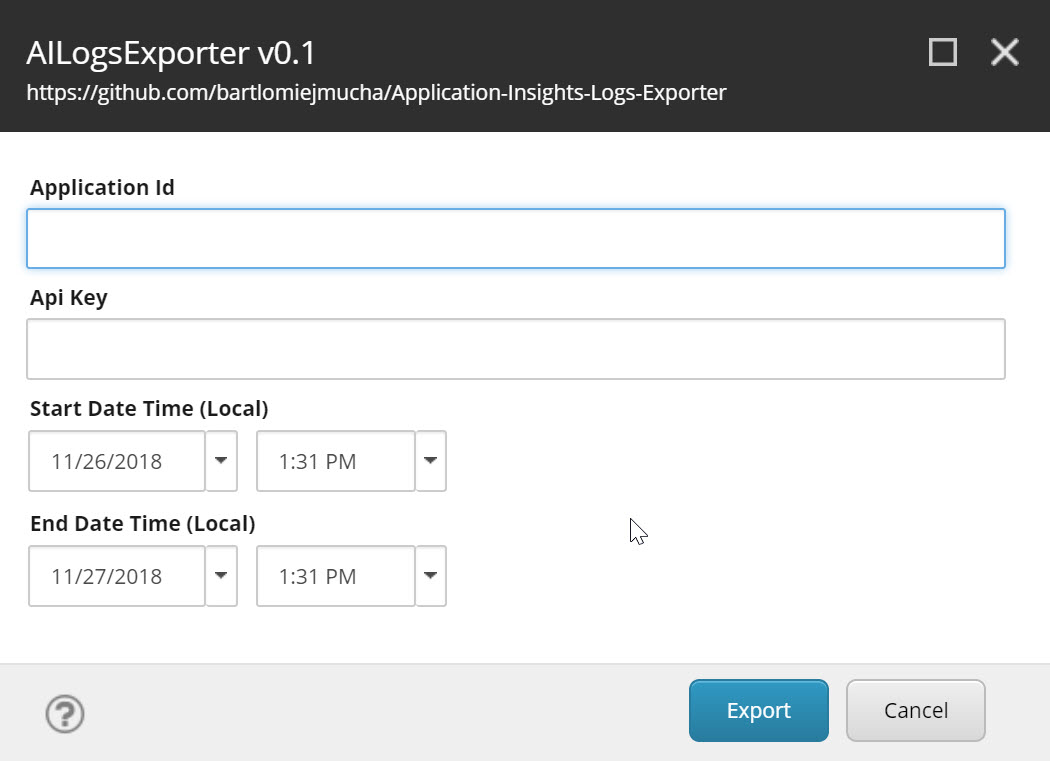 AILogsExporter v0.1
https://github.com/bartlomiejmucha/Application-Insights-Logs-Exporter
Application Id
Api Key
Start Date Time (Local)
11/26/2018 1:31 PM
End Date Time (Local)
11/27/2018 1:31 PM
? Export Cancel